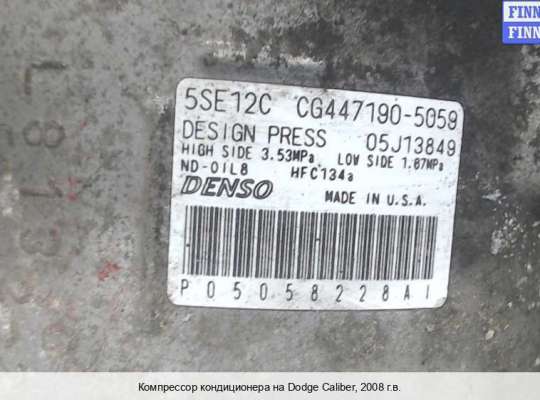 FINN
FINN
5SE12C CG447190-5059
DESIGN PRESS 05J13849
HIGH SIDE 3.53MPa LOW SIDE 1.67MPa
ND-OIL8 HFC134a
DENSO MADE IN U.S.A.
P05058228AI
Компрессор кондиционера на Dodge Caliber, 2008 г.в.